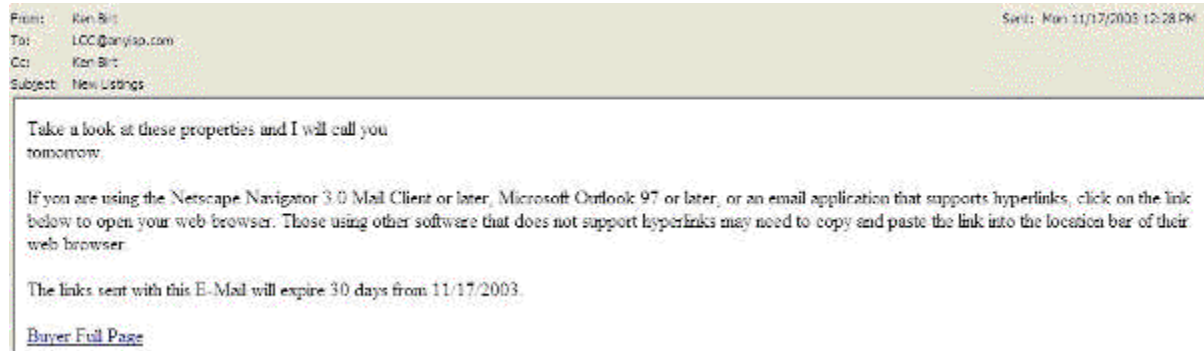 From: Ken Birt
Sent: Mon 11/17/2003 12:28 PM
To: LCC@anyisp.com
Cc: Ken Birt
Subject: New Listings
Take a look at these properties and I will call you
tomorrow.
If you are using the Netscape Navigator 3.0 Mail Client or later, Microsoft Outlook 97 or later, or an email application that supports hyperlinks, click on the link
below to open your web browser. Those using other software that does not support hyperlinks may need to copy and paste the link into the location bar of their
web browser.
The links sent with this E-Mail will expire 30 days from 11/17/2003.
Buyer Full Page